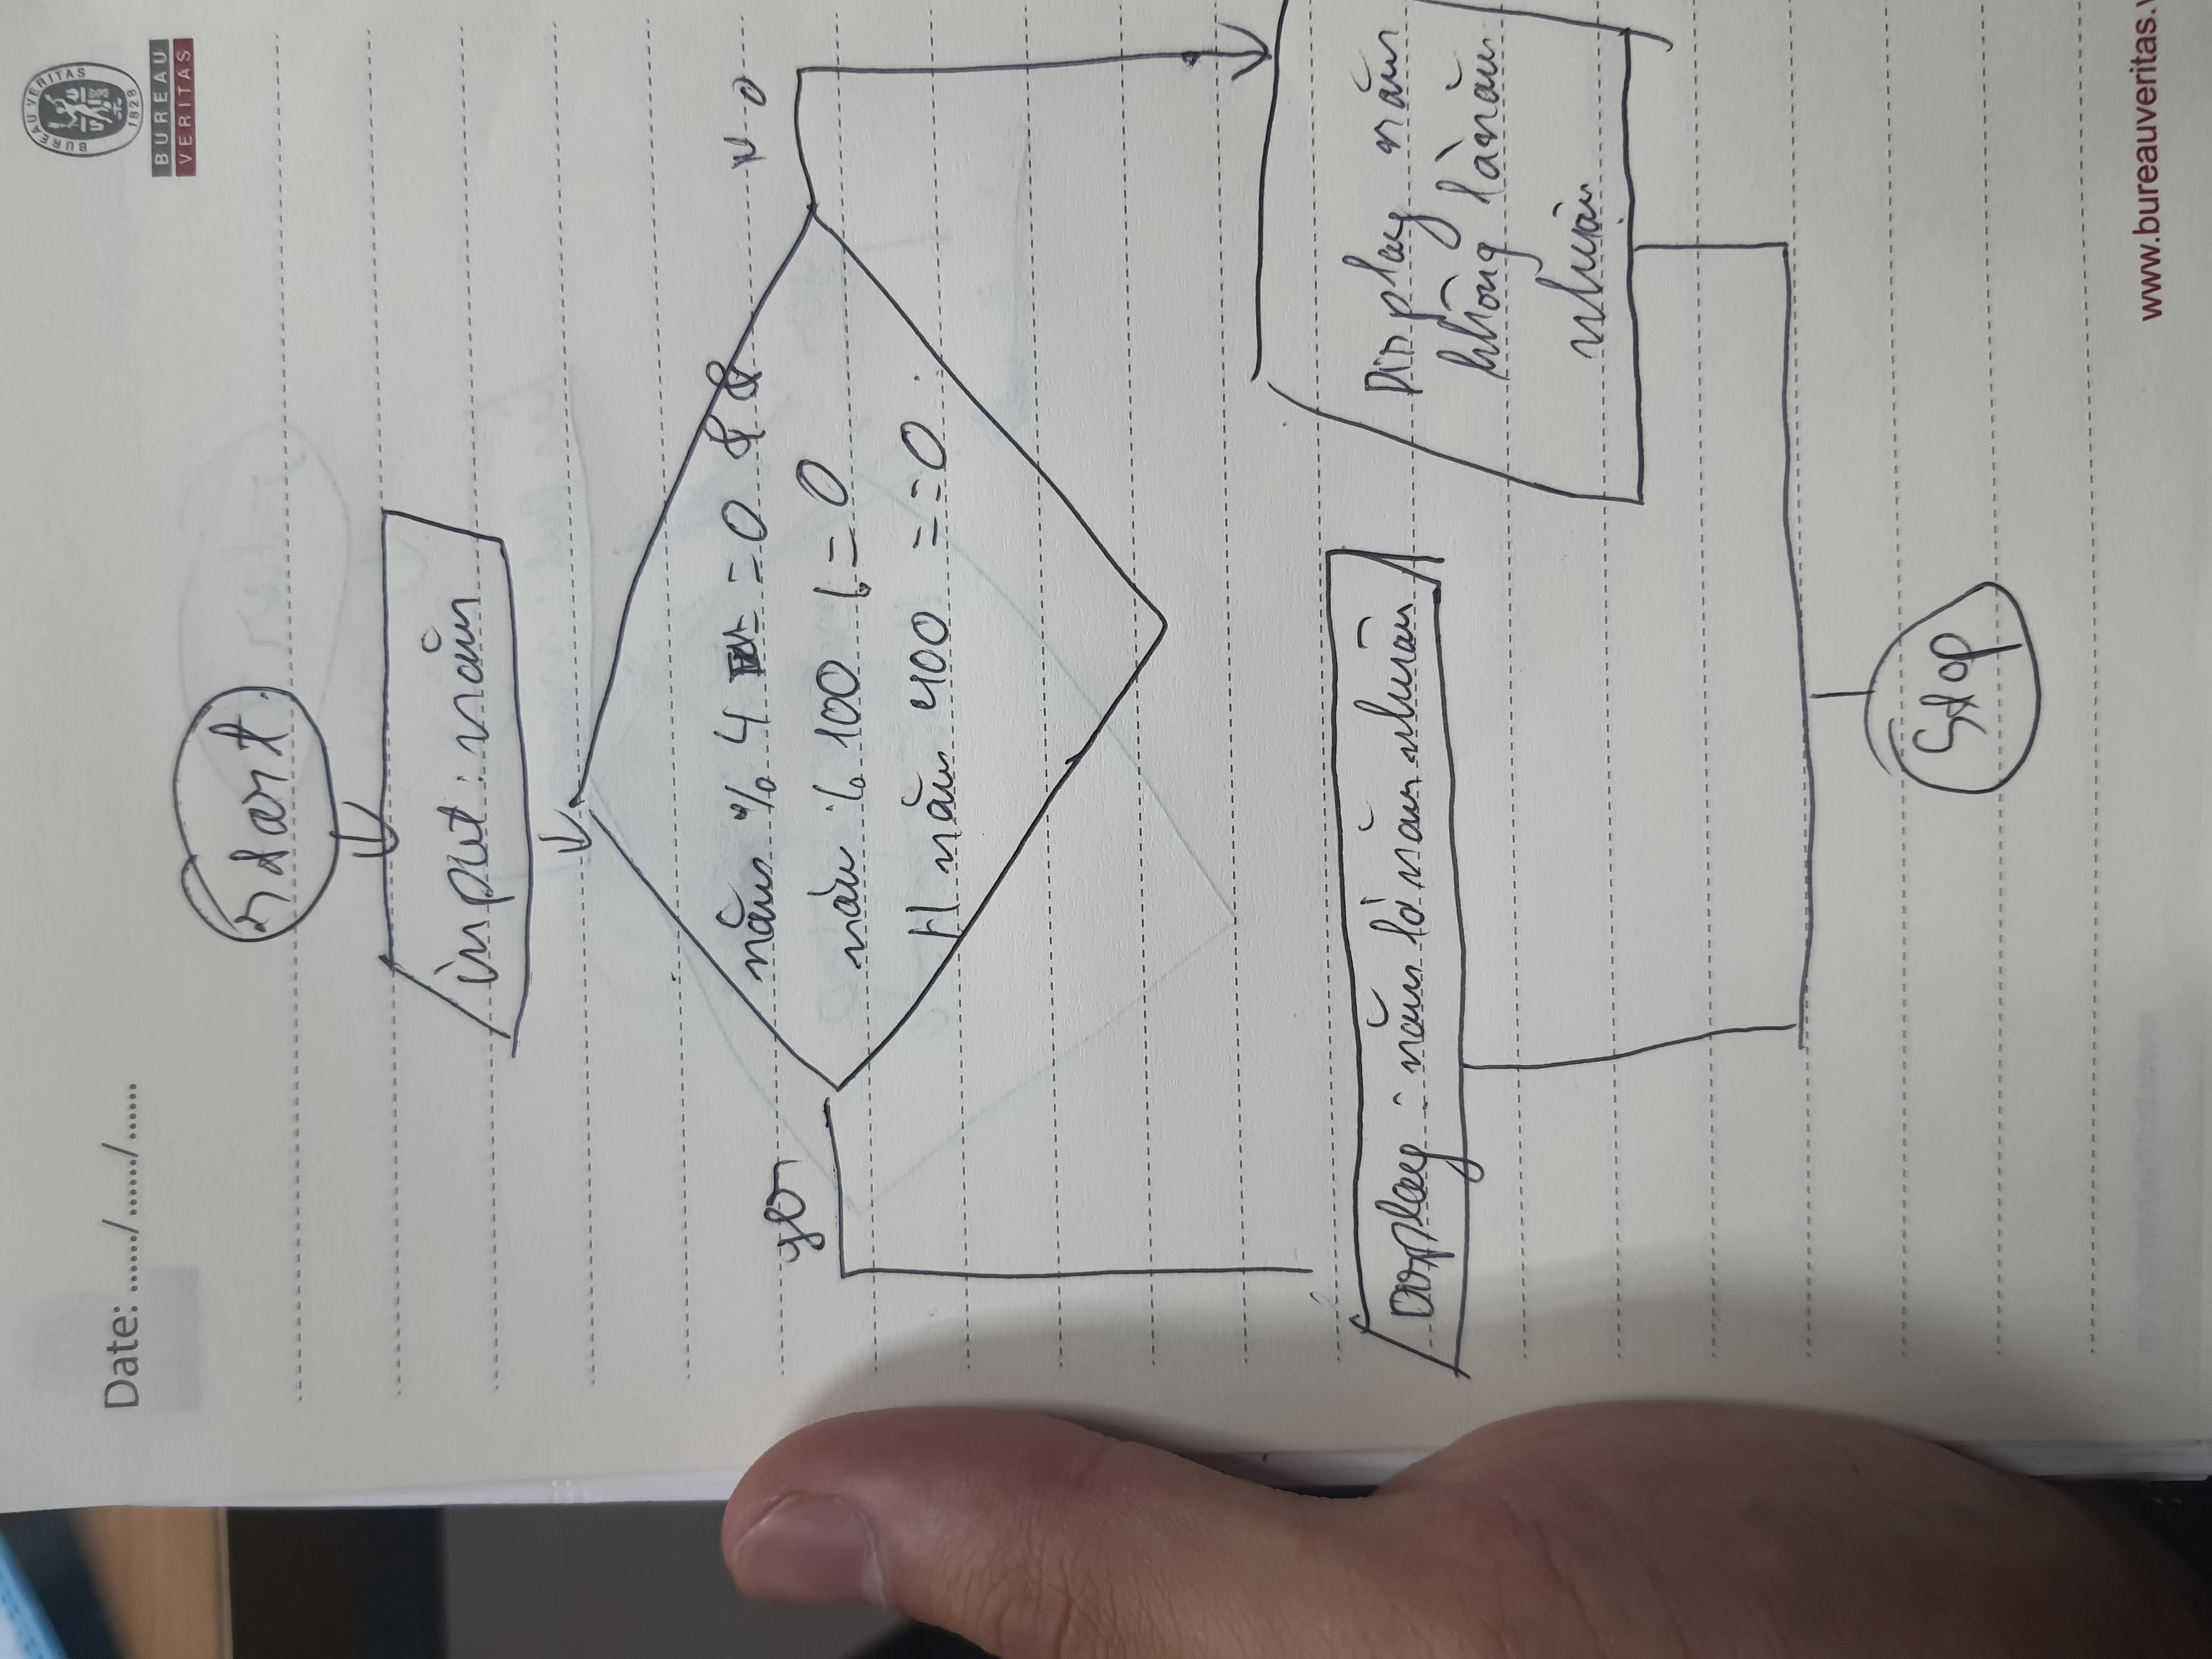 Date: ....../....../......
BUREAU VERITAS
1828
BUREAU
VERITAS
start
input: năm
năm % 4 == 0 &&
năm % 100 != 0
|| năm 400 == 0
yes
No
Display: năm là năm nhuân
Display năm
không là năm
nhuận
Stop
www.bureauveritas.v